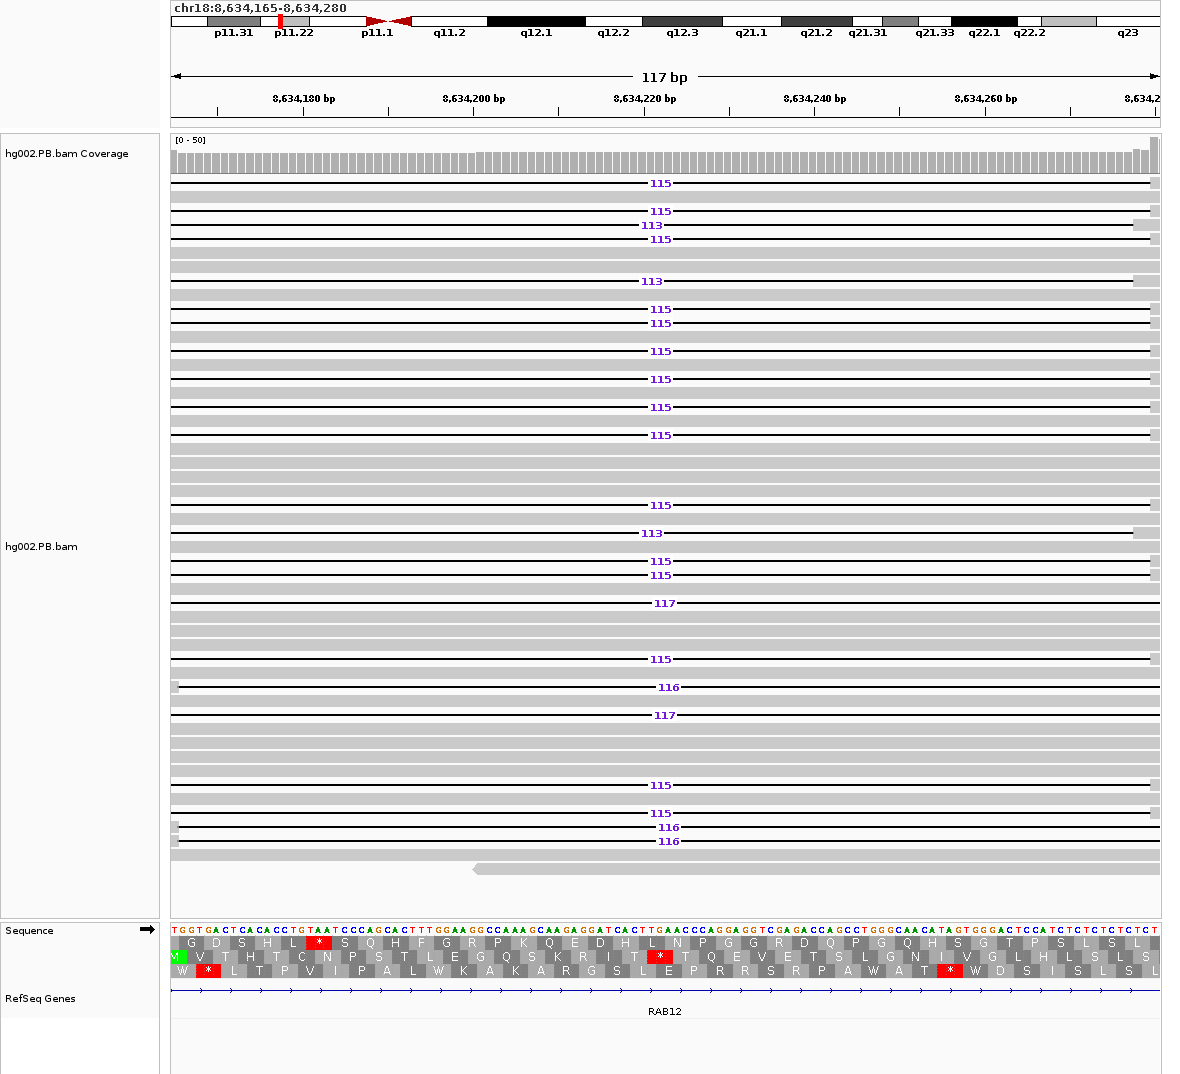 chr18:8,634,165-8,634,280
p11.31 p11.22 p11.1 q11.2 q12.1 q12.2 q12.3 q21.1 q21.2 q21.31 q21.33 q22.1 q22.2 q23
117 bp
8,634,180 bp 8,634,200 bp 8,634,220 bp 8,634,240 bp 8,634,260 bp 8,634,2
[0 - 50]
hg002.PB.bam Coverage
115
115
113
115
113
115
115
115
115
115
115
115
113
hg002.PB.bam
115
115
117
115
116
117
115
115
116
116
Sequence
TGGTGACTCACACCTGTAATCCCAGCACTTTGGAAGGCCAAAGCAAGAGGATCACTTGAACCCAGGAGGTCGAGACCAGCCTGGGCAACATAGTGGGACTCCATCTCTCTCTCTCT
G D S H L * S Q H F G R P K Q E D H L N P G G R D Q P G Q H S G T P S L S L
M V T H T C N P S T L E G Q S K R I T * T Q E V E T S L G N I V G L H L S L S
W * L T P V I P A L W K A K A R G S L E P R R S R P A W A T * W D S I S L S L
RefSeq Genes
RAB12